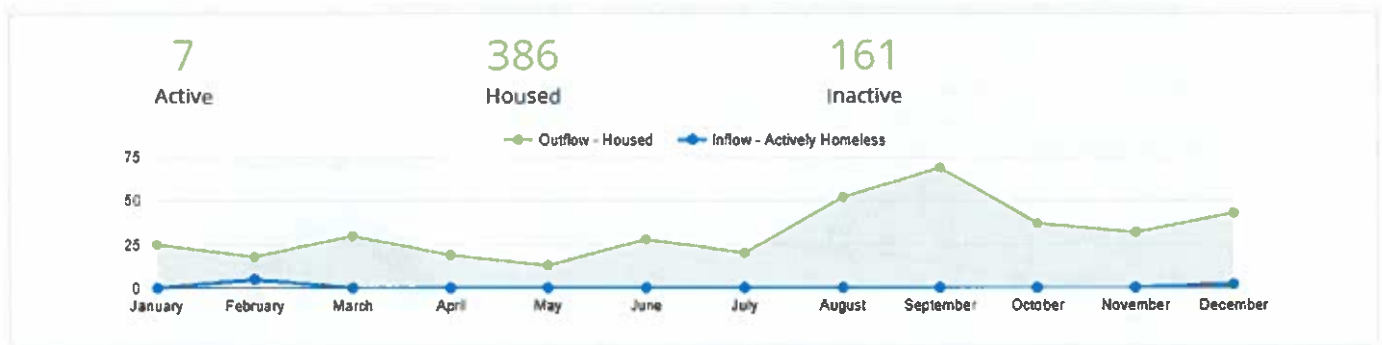 7 386 161
Active Housed Inactive
Outflow - Housed Inflow - Actively Homeless
75
50
25
0
January February March April May June July August September October November December